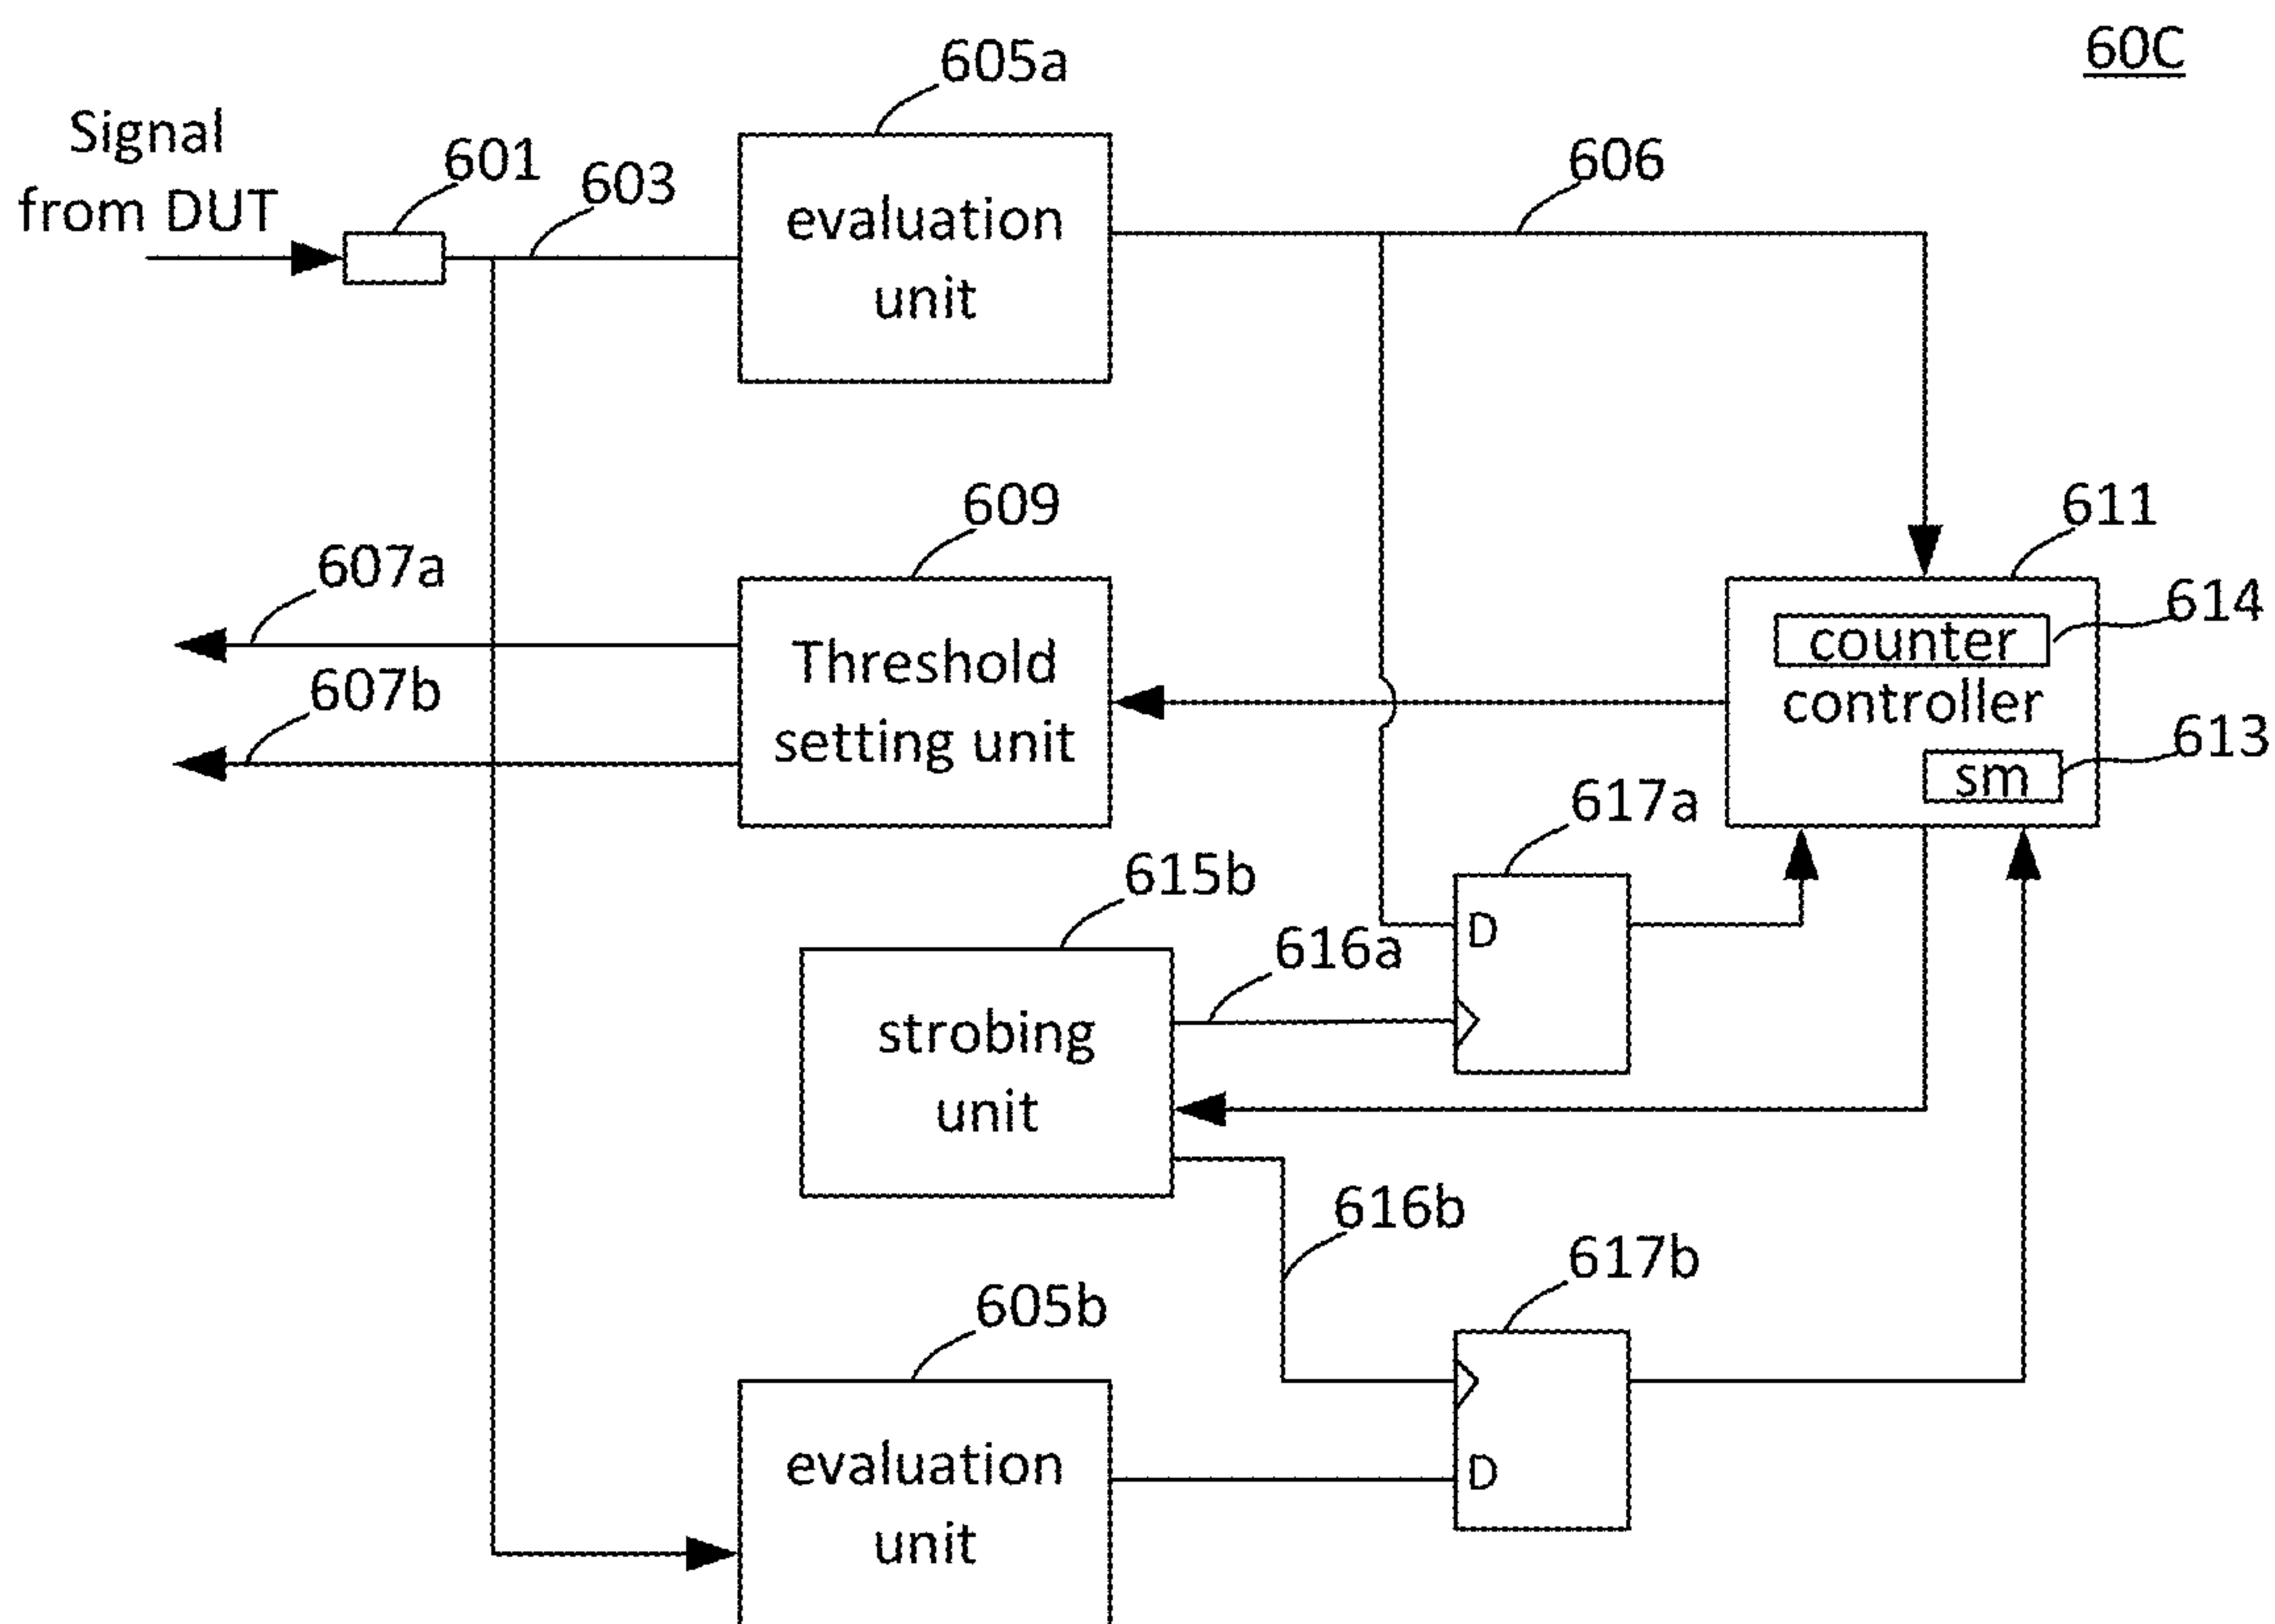 60C
605a
Signal
from DUT
601
603
606
evaluation
unit
609
611
607a
614
counter
Threshold
setting unit
controller
607b
613
sm
617a
615b
616a
D
strobing
unit
616b
617b
605b
evaluation
unit
D